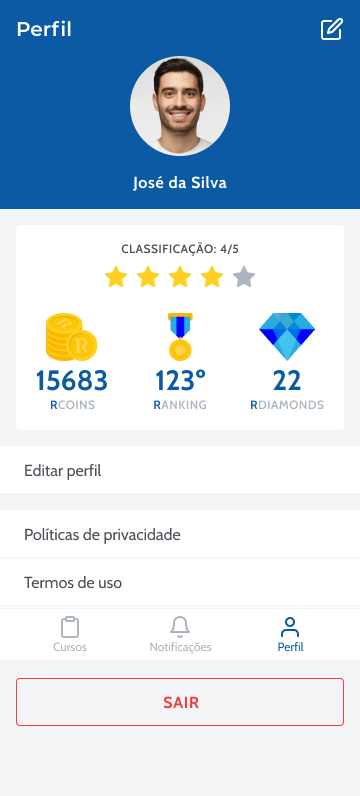 Perfil
José da Silva
CLASSIFICAÇÃO: 4/5
R
15683 123º 22
RCOINS RANKING RDIAMONDS
Editar perfil
Políticas de privacidade
Termos de uso
Cursos Notificações Perfil
SAIR